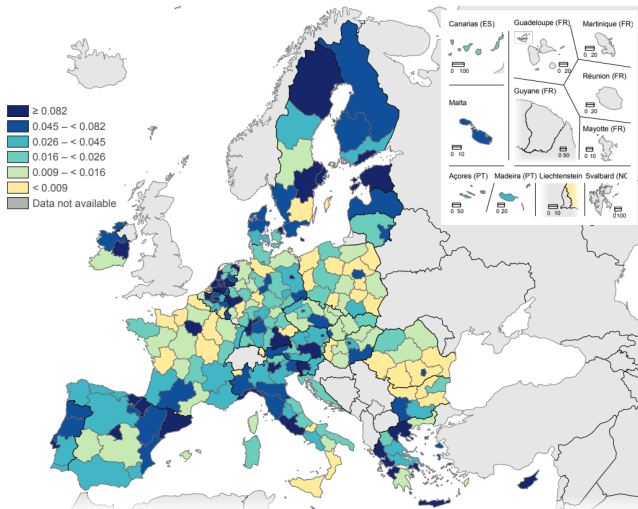 ≥ 0.082
0.045 – < 0.082
0.026 – < 0.045
0.016 – < 0.026
0.009 – < 0.016
< 0.009
Data not available
Canarias (ES)
0 100
Guadeloupe (FR)
0 20
Martinique (FR)
0 20
Malta
0 10
Guyane (FR)
0 50
Réunion (FR)
0 20
Mayotte (FR)
0 10
Açores (PT)
0 50
Madeira (PT)
0 20
Liechtenstein
0 10
Svalbard (NO
0 100